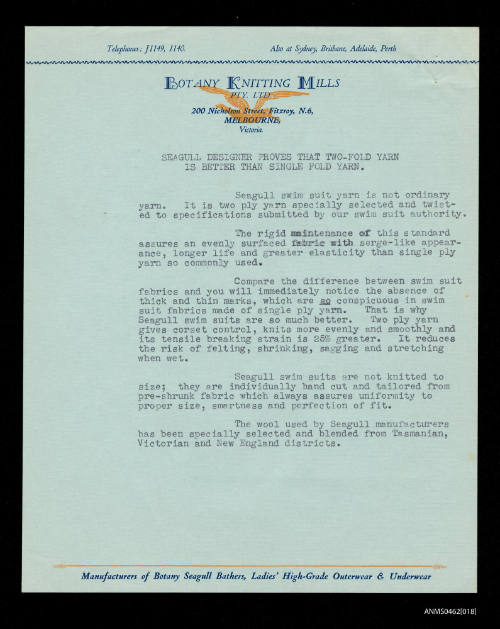 Telephones: J1149, 1140. Also at Sydney, Brisbane, Adelaide, Perth
BOTANY KNITTING MILLS
PTY. LTD.
200 Nicholson Street, Fitzroy, N.6,
MELBOURNE,
Victoria.
SEAGULL DESIGNER PROVES THAT TWO-FOLD YARN
IS BETTER THAN SINGLE FOLD YARN.
Seagull swim suit yarn is not ordinary
yarn. It is two ply yarn specially selected and twist-
ed to specifications submitted by our swim suit authority.
The rigid maintenance of this standard
assures an evenly surfaced fabric with serge-like appear-
ance, longer life and greater elasticity than single ply
yarn so commonly used.
Compare the difference between swim suit
fabrics and you will immediately notice the absence of
thick and thin marks, which are so conspicuous in swim
suit fabrics made of single ply yarn. That is why
Seagull swim suits are so much better. Two ply yarn
gives corset control, knits more evenly and smoothly and
its tensile breaking strain is 25% greater. It reduces
the risk of felting, shrinking, sagging and stretching
when wet.
Seagull swim suits are not knitted to
size; they are individually hand cut and tailored from
pre-shrunk fabric which always assures uniformity to
proper size, smartness and perfection of fit.
The wool used by Seagull manufacturers
has been specially selected and blended from Tasmanian,
Victorian and New England districts.
Manufacturers of Botany Seagull Bathers, Ladies' High-Grade Outerwear & Underwear
ANMS0462[018]